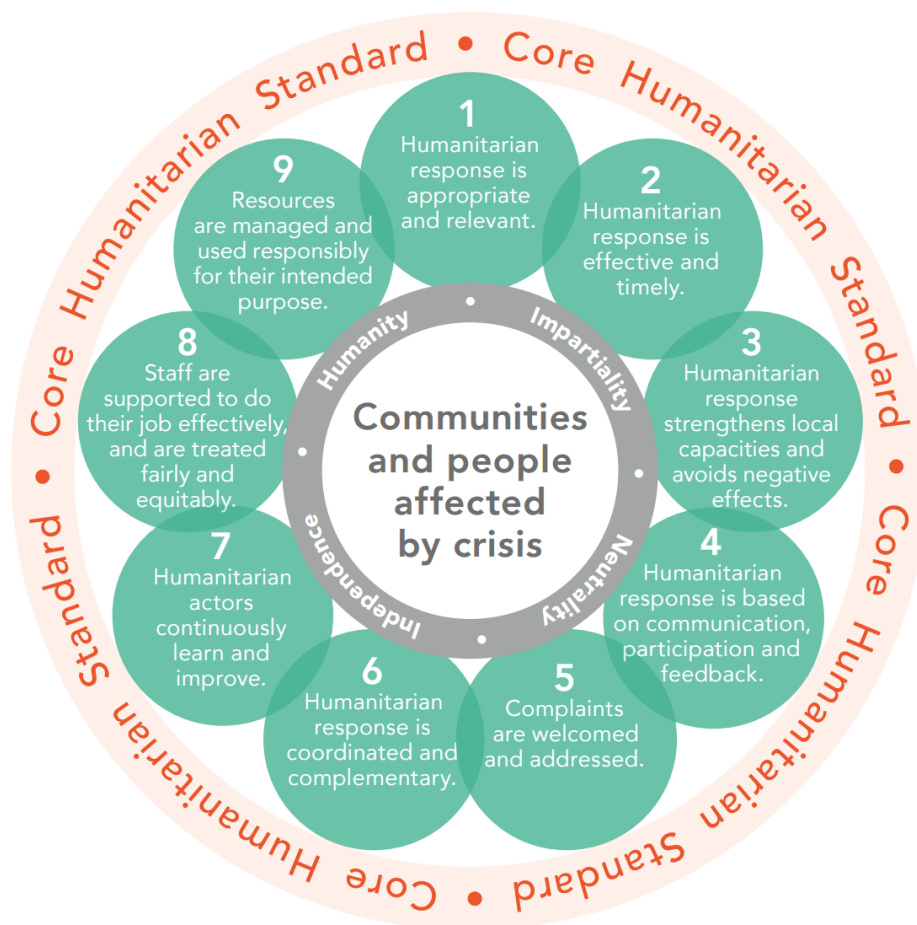 Core Humanitarian Standard • Core Humanitarian Standard • Core Humanitarian Standard • Core Humanitarian Standard •
1
Humanitarian
response is
appropriate
and relevant.
2
Humanitarian
response is
effective and
timely.
3
Humanitarian
response
strengthens local
capacities and
avoids negative
effects.
4
Humanitarian
response is based
on communication,
participation and
feedback.
5
Complaints
are welcomed
and addressed.
6
Humanitarian
response is
coordinated and
complementary.
7
Humanitarian
actors
continuously
learn and
improve.
8
Staff are
supported to do
their job effectively,
and are treated
fairly and
equitably.
9
Resources
are managed and
used responsibly
for their intended
purpose.
Humanity • Impartiality • Neutrality • Independence •
Communities
and people
affected
by crisis